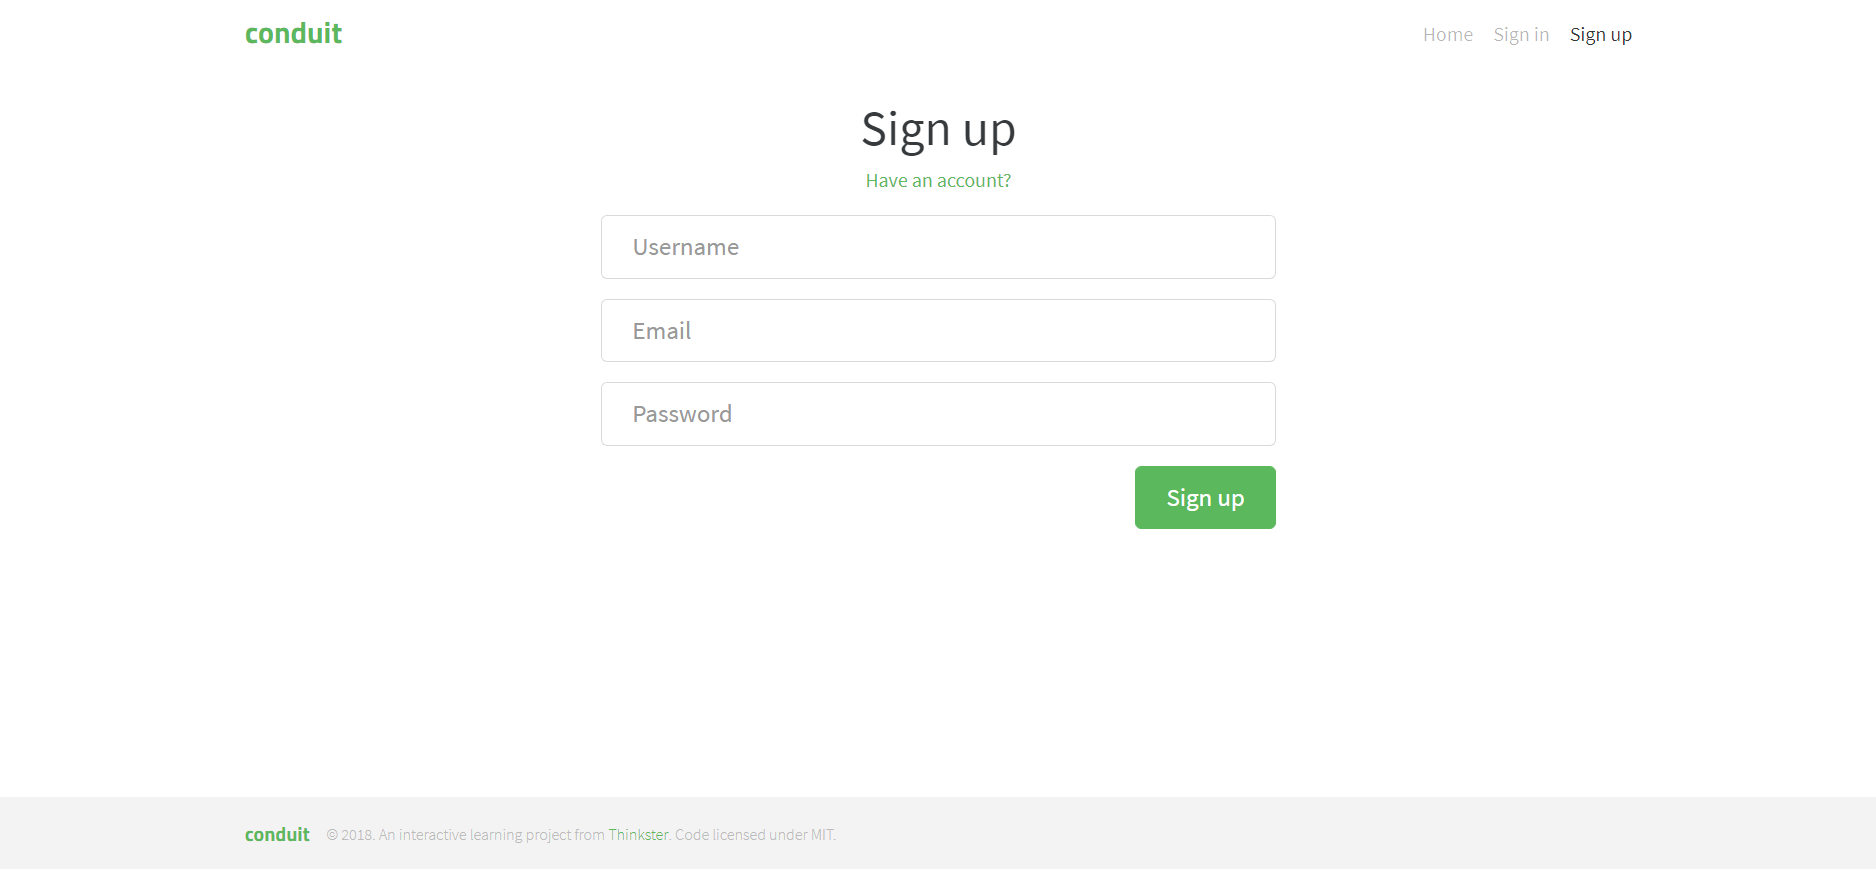 conduit
Home Sign in Sign up
Sign up
Have an account?
Username
Email
Password
Sign up
conduit © 2018. An interactive learning project from Thinkster. Code licensed under MIT.